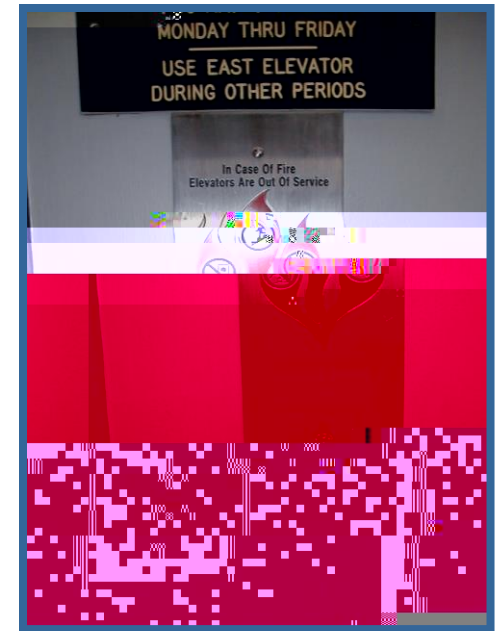 MONDAY THRU FRIDAY
USE EAST ELEVATOR
DURING OTHER PERIODS
In Case Of Fire
Elevators Are Out Of Service